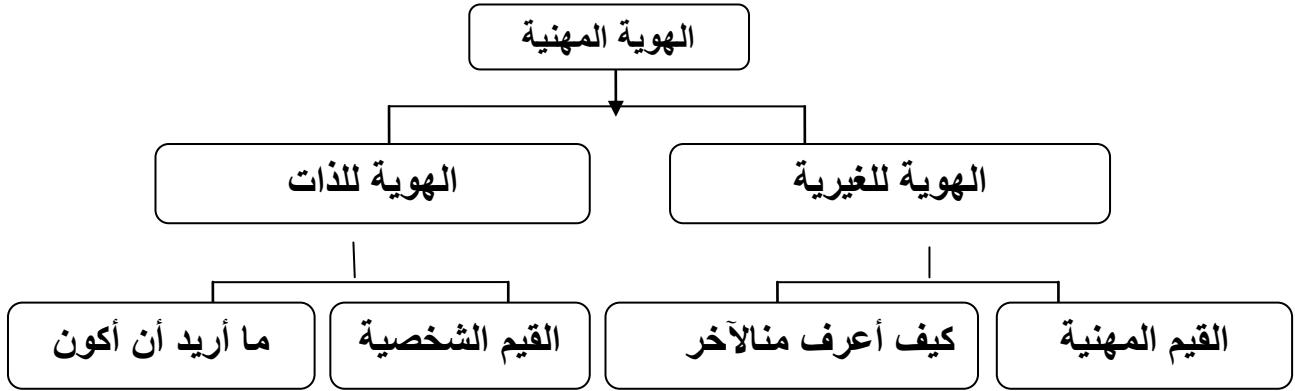 الهوية المهنية
الهوية للغيرية
الهوية للذات
القيم المهنية
كيف أعرف منالآخر
القيم الشخصية
ما أريد أن أكون